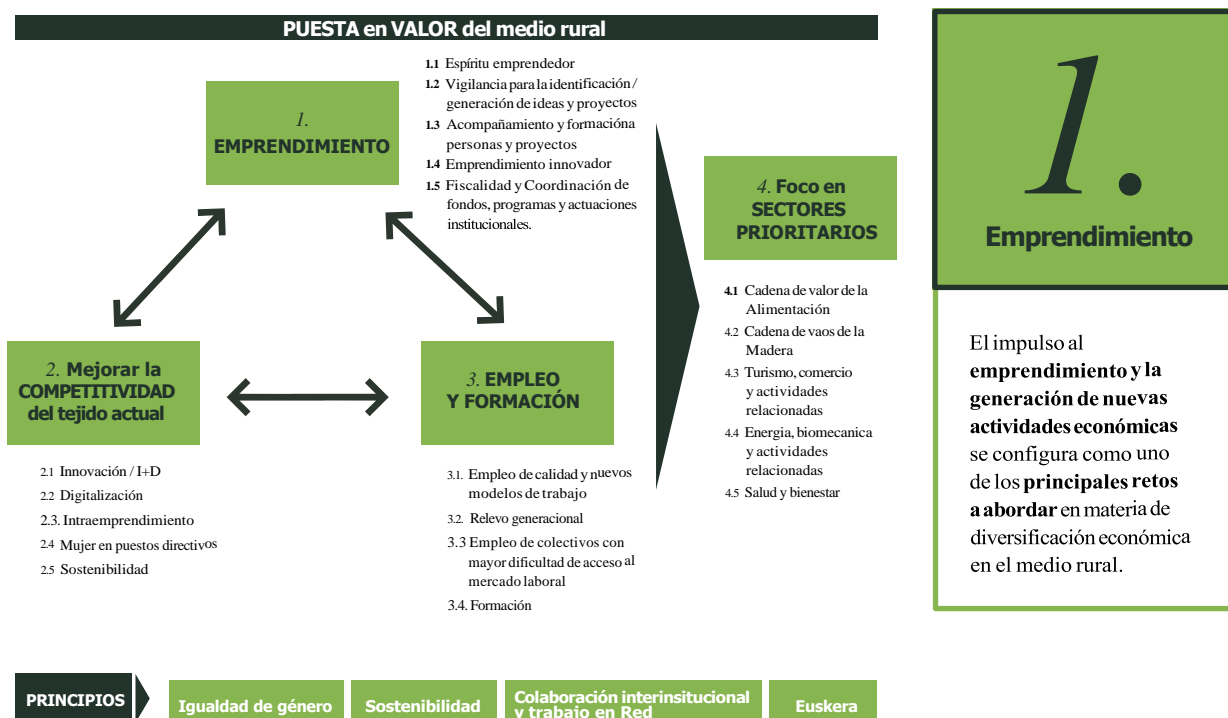 PUESTA en VALOR del medio rural
1.
EMPRENDIMIENTO
1.1 Espíritu emprendedor
1.2 Vigilancia para la identificación /
generación de ideas y proyectos
1.3 Acompañamiento y formacióna
personas y proyectos
1.4 Emprendimiento innovador
1.5 Fiscalidad y Coordinación de
fondos, programas y actuaciones
institucionales.
2. Mejorar la
COMPETITIVIDAD
del tejido actual
2.1 Innovación / I+D
2.2 Digitalización
2.3. Intraemprendimiento
2.4 Mujer en puestos directivos
2.5 Sostenibilidad
3. EMPLEO
Y FORMACIÓN
3.1. Empleo de calidad y nuevos
modelos de trabajo
3.2. Relevo generacional
3.3 Empleo de colectivos con
mayor dificultad de acceso al
mercado laboral
3.4. Formación
4. Foco en
SECTORES
PRIORITARIOS
4.1 Cadena de valor de la
Alimentación
4.2 Cadena de vaos de la
Madera
4.3 Turismo, comercio
y actividades
relacionadas
4.4 Energia, biomecanica
y actividades
relacionadas
4.5 Salud y bienestar
PRINCIPIOS
Igualdad de género
Sostenibilidad
Colaboración interinsitucional
y trabajo en Red
Euskera
1.
Emprendimiento
El impulso al
emprendimiento y la
generación de nuevas
actividades económicas
se configura como uno
de los principales retos
a abordar en materia de
diversificación económica
en el medio rural.